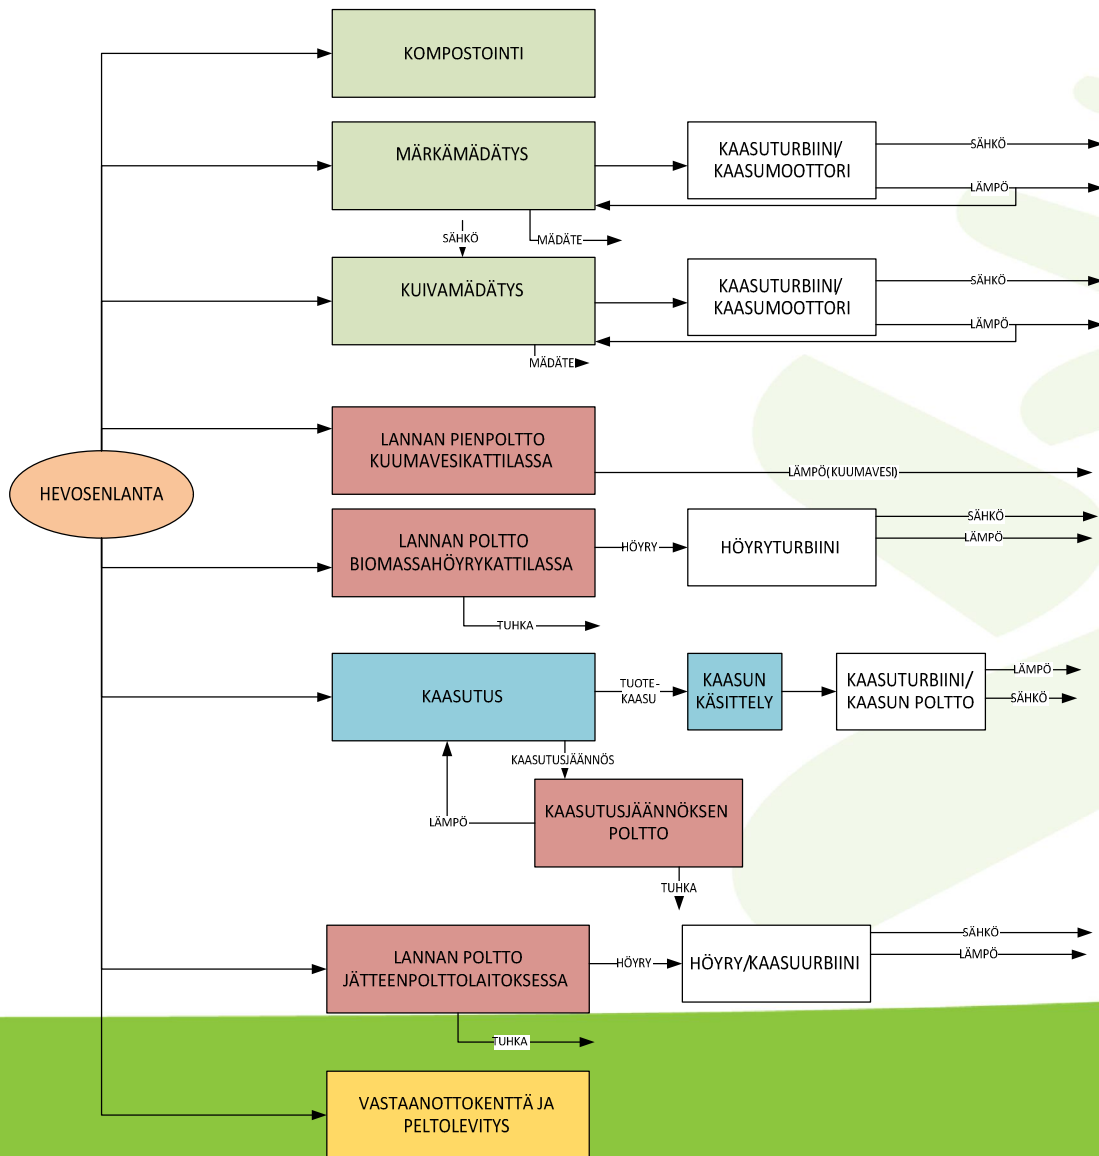 KOMPOSTOINTI
MÄRKÄMÄDÄTYS
KAASUTURBIINI/
KAASUMOOTTORI
SÄHKÖ
LÄMPÖ
SÄHKÖ
MÄDÄTE
KUIVAMÄDÄTYS
KAASUTURBIINI/
KAASUMOOTTORI
SÄHKÖ
LÄMPÖ
MÄDÄTE
LANNAN PIENPOLTTO
KUUMAVESIKATTILASSA
LÄMPÖ(KUUMAVESI)
HEVOSENLANTA
LANNAN POLTTO
BIOMASSAHÖYRYKATTILASSA
HÖYRY
HÖYRYTURBIINI
SÄHKÖ
LÄMPÖ
TUHKA
KAASUTUS
TUOTE-
KAASU
KAASUN
KÄSITTELY
KAASUTURBIINI/
KAASUN POLTTO
LÄMPÖ
SÄHKÖ
KAASUTUSJÄÄNNÖS
LÄMPÖ
KAASUTUSJÄÄNNÖKSEN
POLTTO
TUHKA
LANNAN POLTTO
JÄTTEENPOLTTOLAITOKSESSA
HÖYRY
HÖYRY/KAASUURBIINI
SÄHKÖ
LÄMPÖ
TUHKA
VASTAANOTTOKENTTÄ JA
PELTOLEVITYS